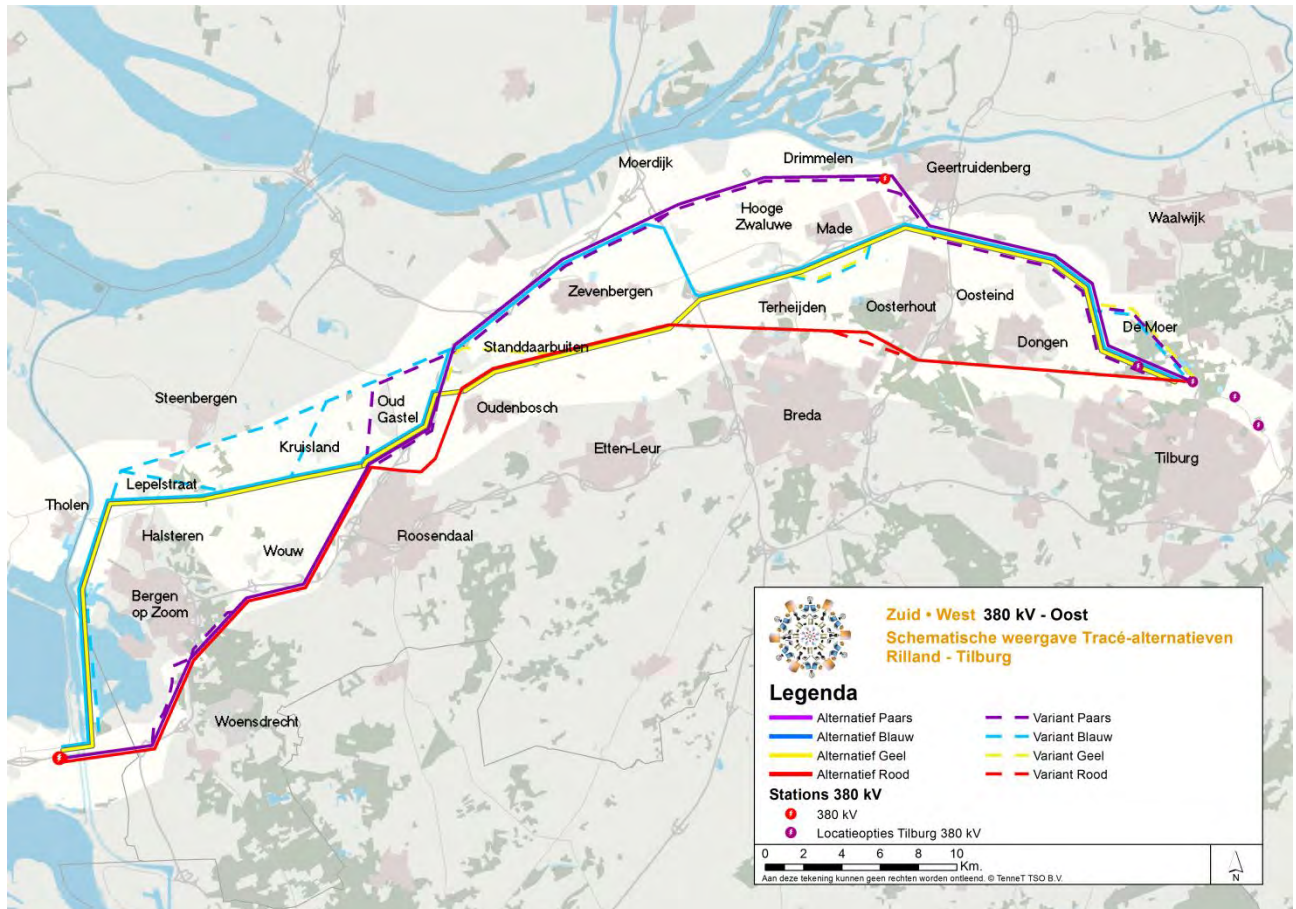 Drimmelen
Moerdijk
Geertruidenberg
Hooge
Zwaluwe
Waalwijk
Made
Zevenbergen
Oosteind
Terheijden
Oosterhout
De Moer
Standdaarbuiten
Dongen
Steenbergen
Oud
Gastel
Oudenbosch
Breda
Kruisland
Etten-Leur
Tilburg
Lepelstraat
Tholen
Halsteren
Roosendaal
Wouw
Bergen
op Zoom
Woensdrecht
Zuid • West 380 kV - Oost
Schematische weergave Tracé-alternatieven
Rilland - Tilburg
Legenda
Alternatief Paars
Variant Paars
Alternatief Blauw
Variant Blauw
Alternatief Geel
Variant Geel
Alternatief Rood
Variant Rood
Stations 380 kV
380 kV
Locatieopties Tilburg 380 kV
0 2 4 6 8 10
Km.
Aan deze tekening kunnen geen rechten worden ontleend. © TenneT TSO B.V.
N